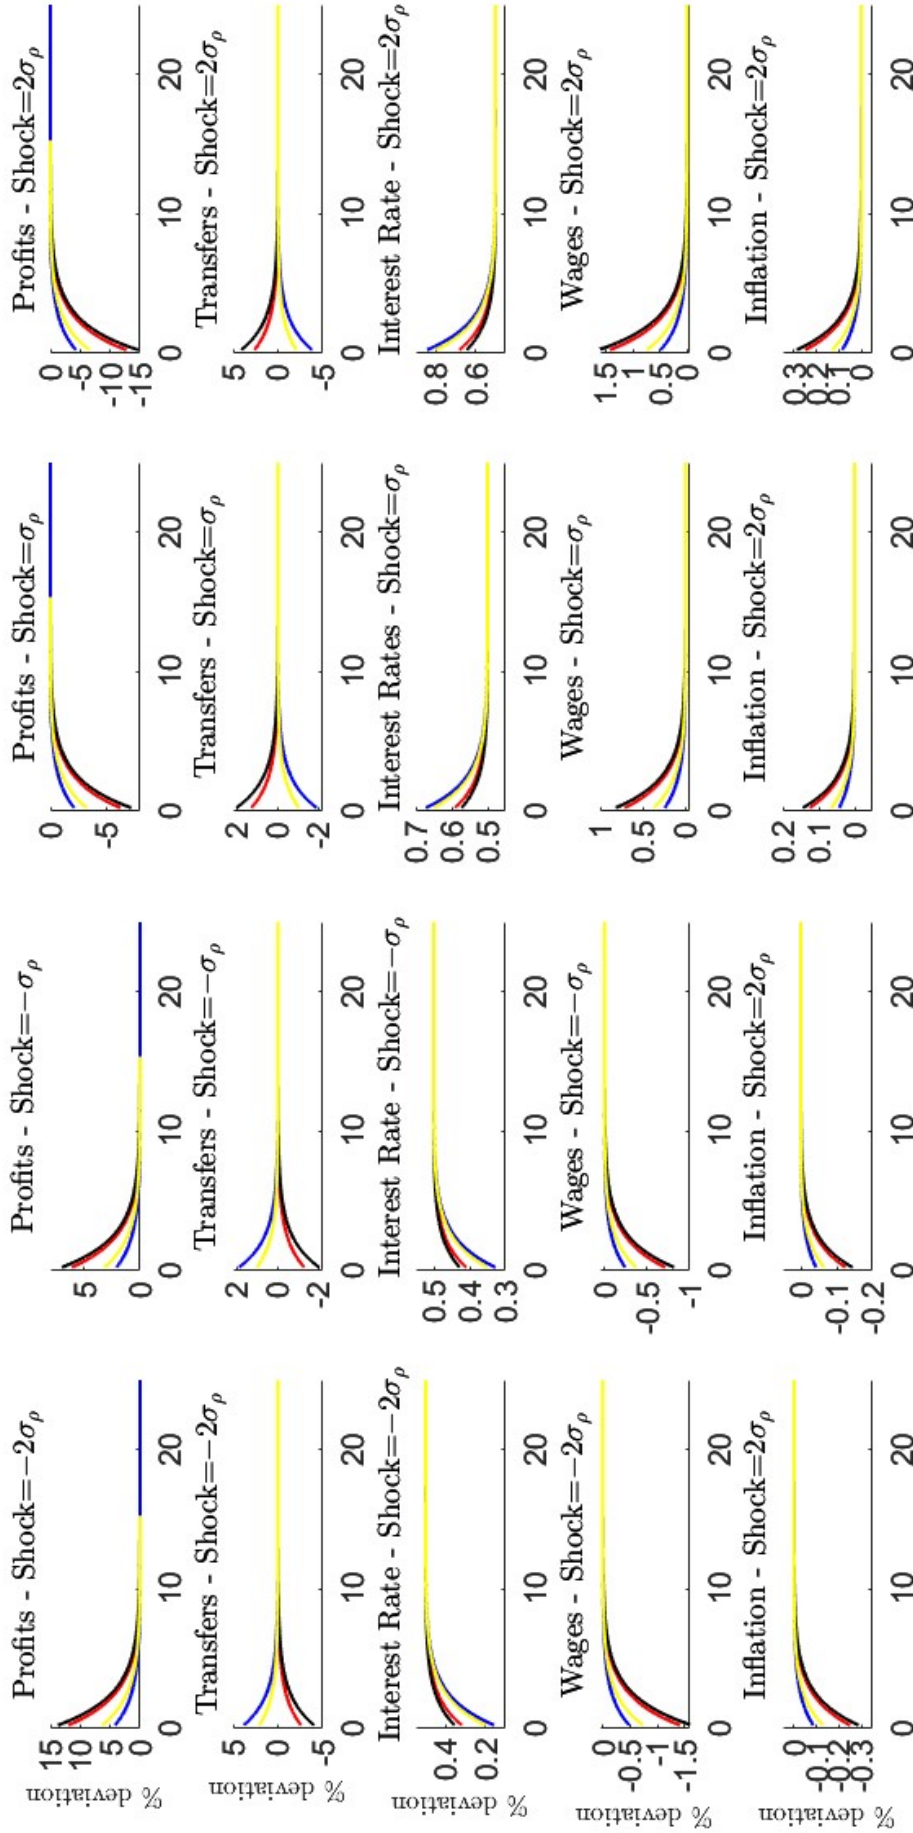 Profits - Shock=−2σρ
15
10
5
0
% deviation
0 10 20
Profits - Shock=−σρ
5
0
0 10 20
Profits - Shock=σρ
0
-5
0 10 20
Profits - Shock=2σρ
0
-5
-10
-15
0 10 20
Transfers - Shock=−2σρ
5
0
-5
% deviation
0 10 20
Transfers - Shock=−σρ
2
0
-2
0 10 20
Transfers - Shock=σρ
2
0
-2
0 10 20
Transfers - Shock=2σρ
5
0
-5
0 10 20
Interest Rate - Shock=−2σρ
0.4
0.2
% deviation
0 10 20
Interest Rate - Shock=−σρ
0.5
0.4
0.3
0 10 20
Interest Rates - Shock=σρ
0.7
0.6
0.5
0 10 20
Interest Rate - Shock=2σρ
0.8
0.6
0 10 20
Wages - Shock=−2σρ
0
-0.5
-1
-1.5
% deviation
0 10 20
Wages - Shock=−σρ
0
-0.5
-1
0 10 20
Wages - Shock=σρ
1
0.5
0
0 10 20
Wages - Shock=2σρ
1.5
1
0.5
0
0 10 20
Inflation - Shock=2σρ
0
-0.1
-0.2
-0.3
% deviation
0 10 20
Inflation - Shock=2σρ
0
-0.1
-0.2
0 10 20
Inflation - Shock=2σρ
0.2
0.1
0
0 10 20
Inflation - Shock=2σρ
0.3
0.2
0.1
0
0 10 20